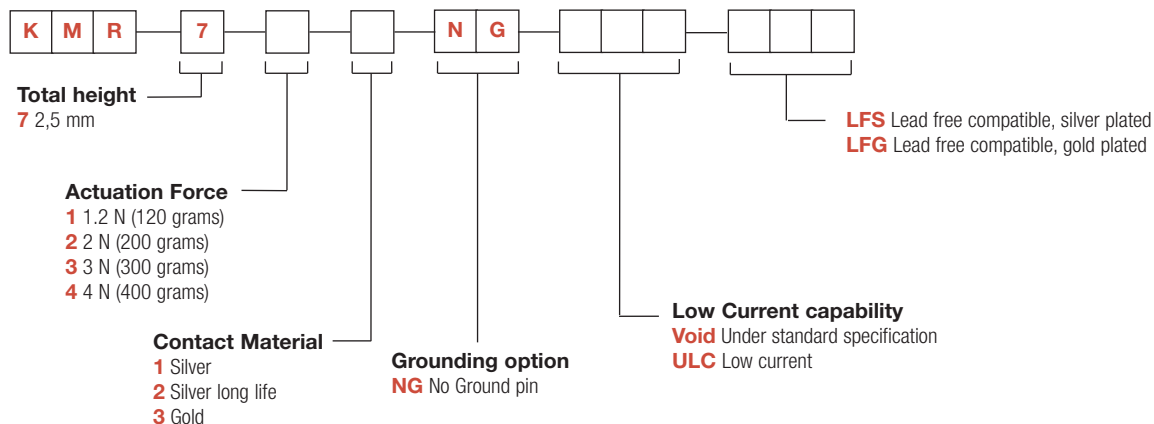 K M R 7 N G
Total height
7 2,5 mm
LFS Lead free compatible, silver plated
LFG Lead free compatible, gold plated
Actuation Force
1 1.2 N (120 grams)
2 2 N (200 grams)
3 3 N (300 grams)
4 4 N (400 grams)
Contact Material
1 Silver
2 Silver long life
3 Gold
Grounding option
NG No Ground pin
Low Current capability
Void Under standard specification
ULC Low current